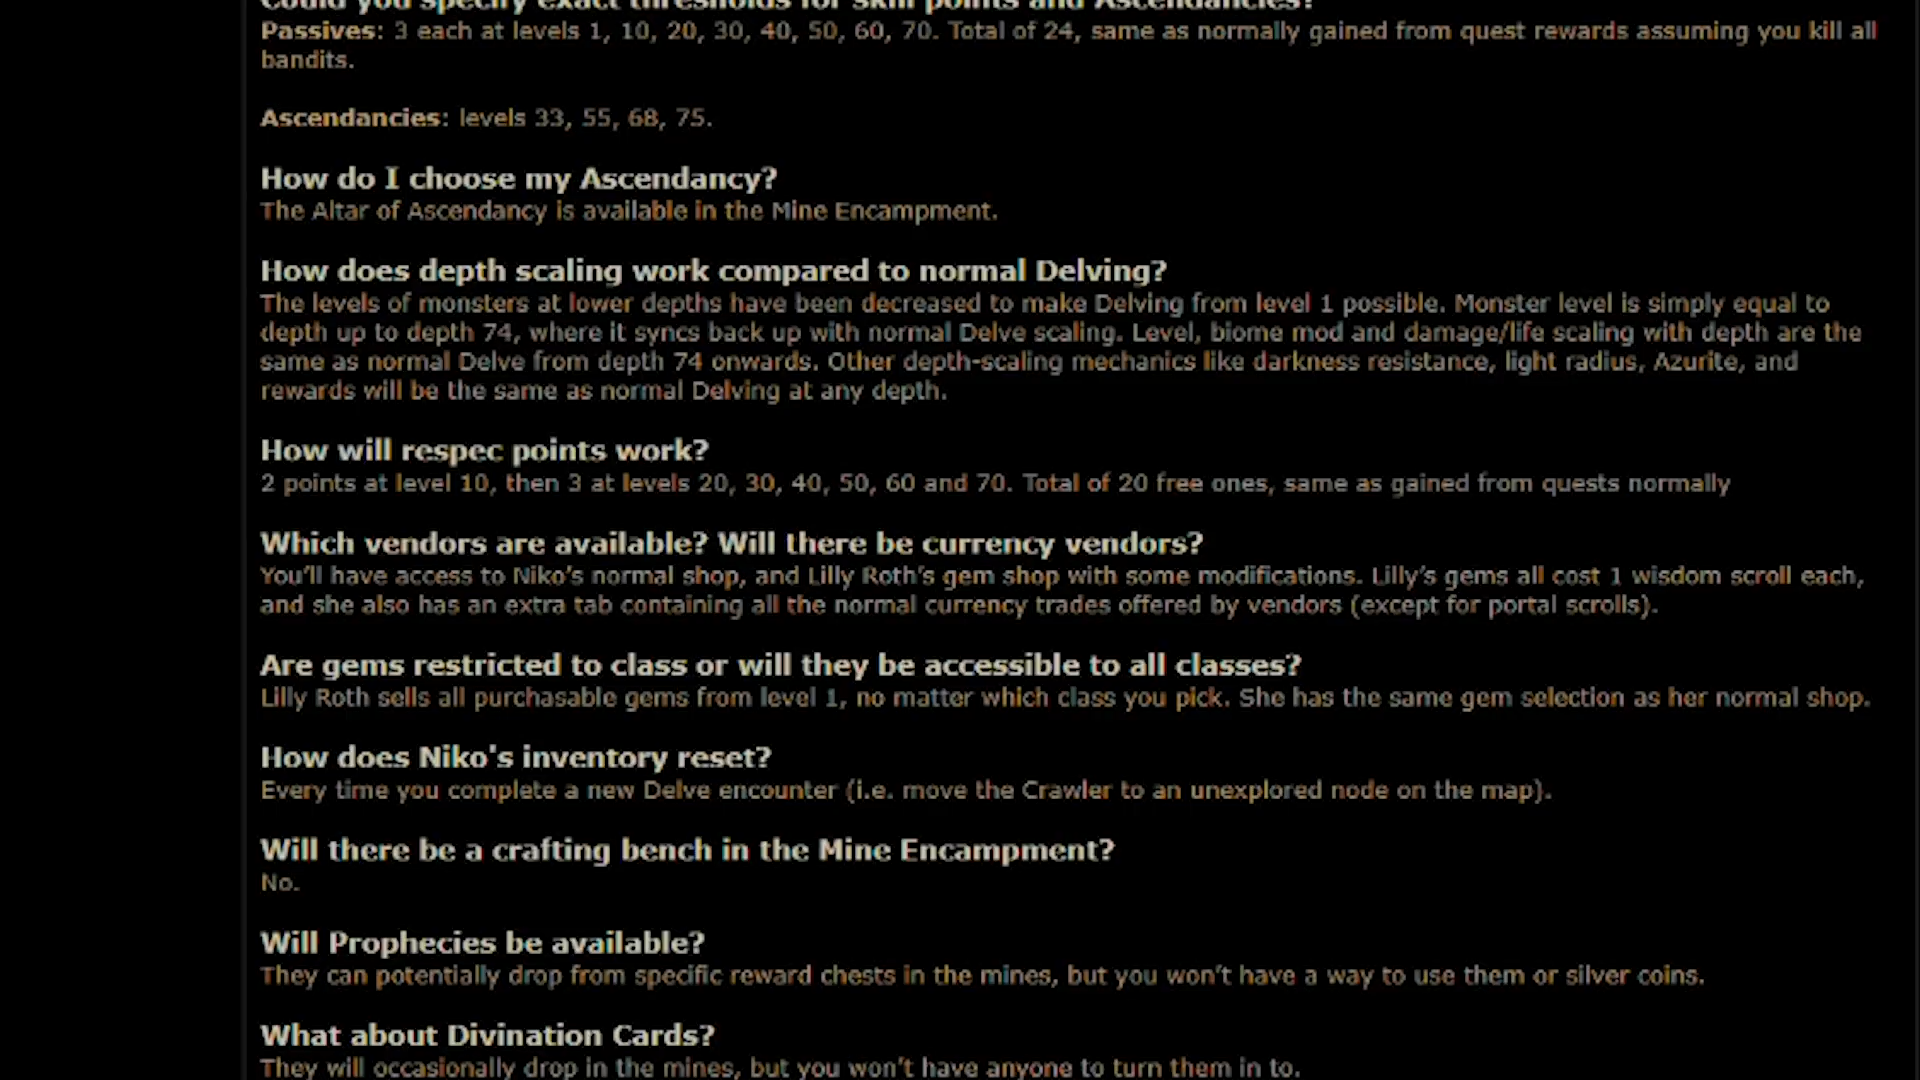 Could you specify exact thresholds for skill points and Ascendancies?
Passives: 3 each at levels 1, 10, 20, 30, 40, 50, 60, 70. Total of 24, same as normally gained from quest rewards assuming you kill all
bandits.
Ascendancies: levels 33, 55, 68, 75.
How do I choose my Ascendancy?
The Altar of Ascendancy is available in the Mine Encampment.
How does depth scaling work compared to normal Delving?
The levels of monsters at lower depths have been decreased to make Delving from level 1 possible. Monster level is simply equal to
depth up to depth 74, where it syncs back up with normal Delve scaling. Level, biome mod and damage/life scaling with depth are the
same as normal Delve from depth 74 onwards. Other depth-scaling mechanics like darkness resistance, light radius, Azurite, and
rewards will be the same as normal Delving at any depth.
How will respec points work?
2 points at level 10, then 3 at levels 20, 30, 40, 50, 60 and 70. Total of 20 free ones, same as gained from quests normally
Which vendors are available? Will there be currency vendors?
You'll have access to Niko's normal shop, and Lilly Roth's gem shop with some modifications. Lilly's gems all cost 1 wisdom scroll each,
and she also has an extra tab containing all the normal currency trades offered by vendors (except for portal scrolls).
Are gems restricted to class or will they be accessible to all classes?
Lilly Roth sells all purchasable gems from level 1, no matter which class you pick. She has the same gem selection as her normal shop.
How does Niko's inventory reset?
Every time you complete a new Delve encounter (i.e. move the Crawler to an unexplored node on the map).
Will there be a crafting bench in the Mine Encampment?
No.
Will Prophecies be available?
They can potentially drop from specific reward chests in the mines, but you won't have a way to use them or silver coins.
What about Divination Cards?
They will occasionally drop in the mines, but you won't have anyone to turn them in to.